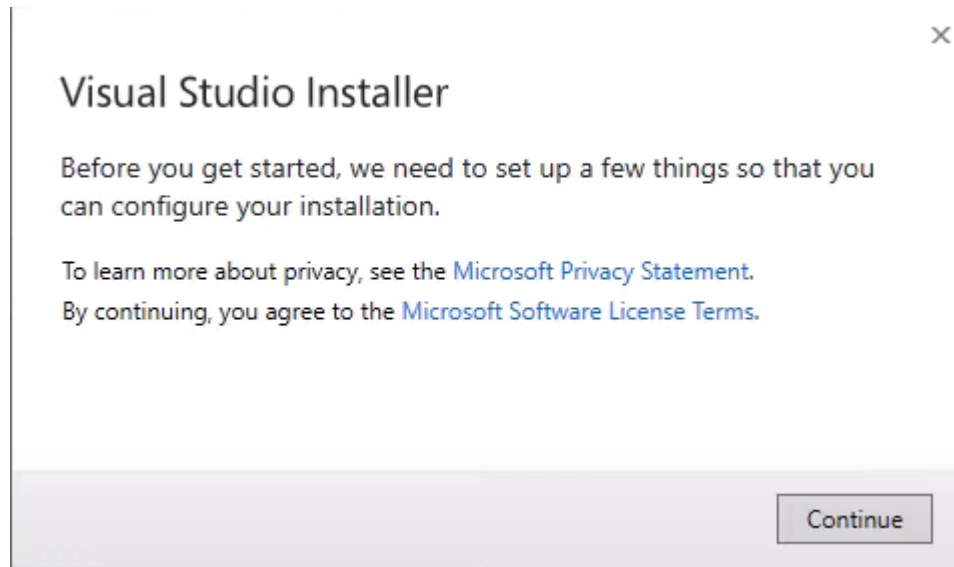 Visual Studio Installer
Before you get started, we need to set up a few things so that you
can configure your installation.
To learn more about privacy, see the Microsoft Privacy Statement.
By continuing, you agree to the Microsoft Software License Terms.
Continue